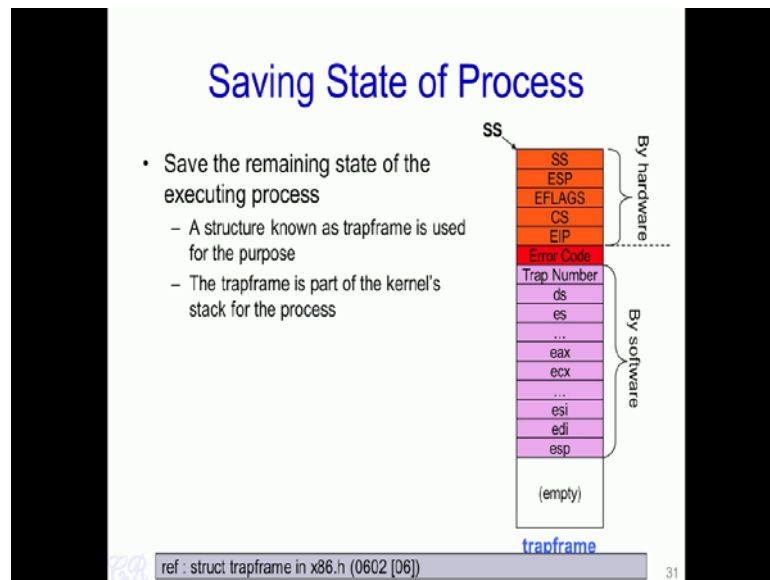 Saving State of Process
• Save the remaining state of the
executing process
– A structure known as trapframe is used
for the purpose
– The trapframe is part of the kernel's
stack for the process
SS
SS
ESP
EFLAGS
CS
EIP
Error Code
Trap Number
ds
es
...
eax
ecx
...
esi
edi
esp
(empty)
trapframe
By hardware
By software
ref : struct trapframe in x86.h (0602 [06])
31